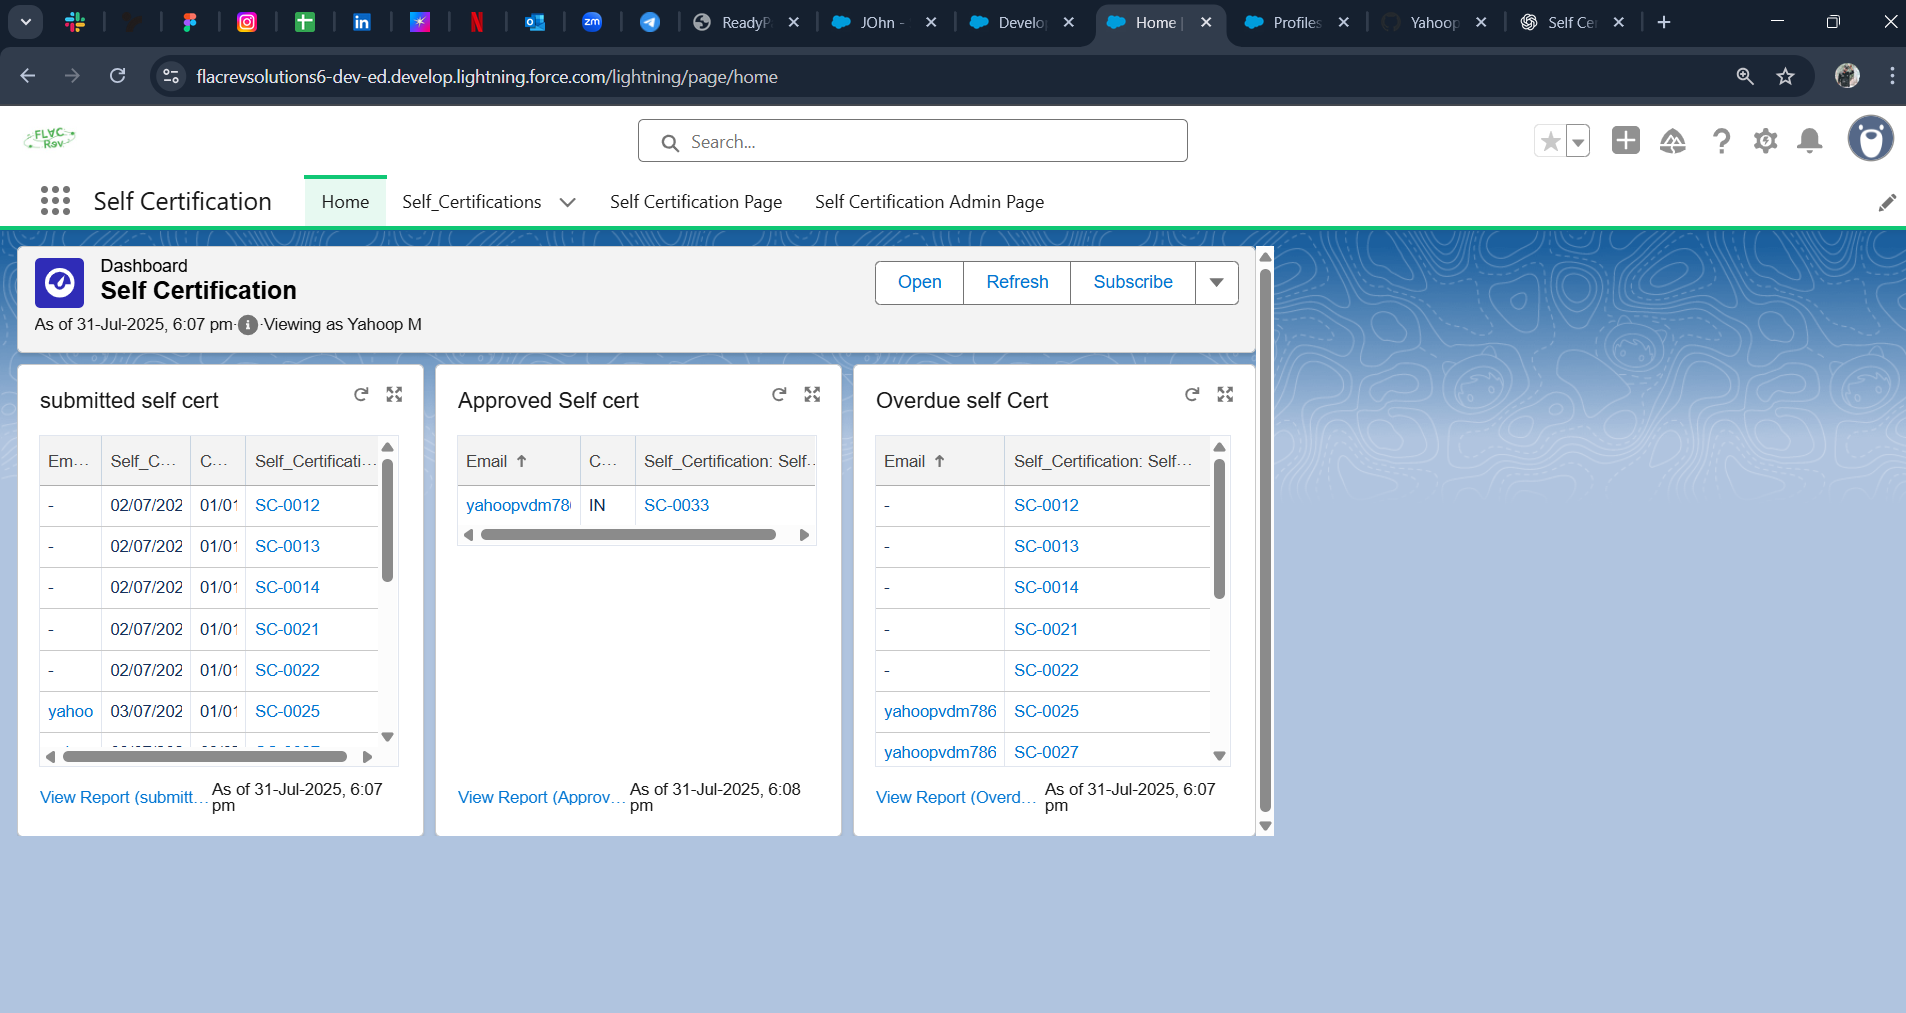 ReadyP
JOhn -
Develop
Home |
Profiles
Yahoop
Self Cer
flacrevsolutions6-dev-ed.develop.lightning.force.com/lightning/page/home
FLAC
Rev
Search...
Self Certification
Home
Self_Certifications
Self Certification Page
Self Certification Admin Page
Dashboard
Self Certification
As of 31-Jul-2025, 6:07 pm·Viewing as Yahoop M
Open
Refresh
Subscribe
submitted self cert
Em...
Self_C...
C...
Self_Certificati...
-
02/07/202
01/01
SC-0012
-
02/07/202
01/01
SC-0013
-
02/07/202
01/01
SC-0014
-
02/07/202
01/01
SC-0021
-
02/07/202
01/01
SC-0022
yahoo
03/07/202
01/01
SC-0025
View Report (submitt...
As of 31-Jul-2025, 6:07
pm
Approved Self cert
Email ↑
C...
Self_Certification: Self..
yahoopvdm78
IN
SC-0033
View Report (Approv...
As of 31-Jul-2025, 6:08
pm
Overdue self Cert
Email ↑
Self_Certification: Self...
-
SC-0012
-
SC-0013
-
SC-0014
-
SC-0021
-
SC-0022
yahoopvdm786
SC-0025
yahoopvdm786
SC-0027
View Report (Overd...
As of 31-Jul-2025, 6:07
pm